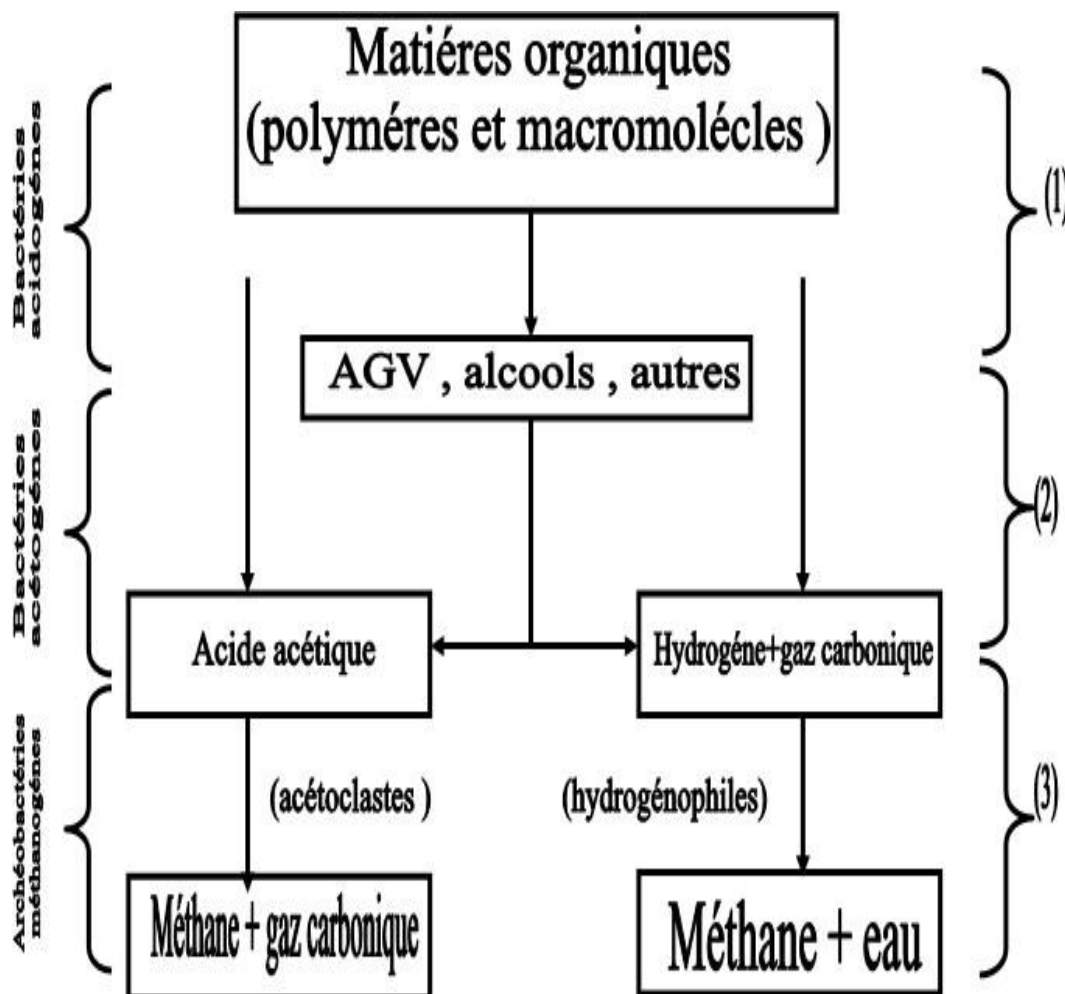 Matiéres organiques
(polyméres et macromolécles )
Bactéries
acidogénes
(1)
AGV , alcools , autres
Bactéries
acétogénes
(2)
Acide acétique
Hydrogéne+gaz carbonique
Archéobactéries
méthanogénes
(acétoclastes )
(hydrogénophiles)
(3)
Méthane + gaz carbonique
Méthane + eau